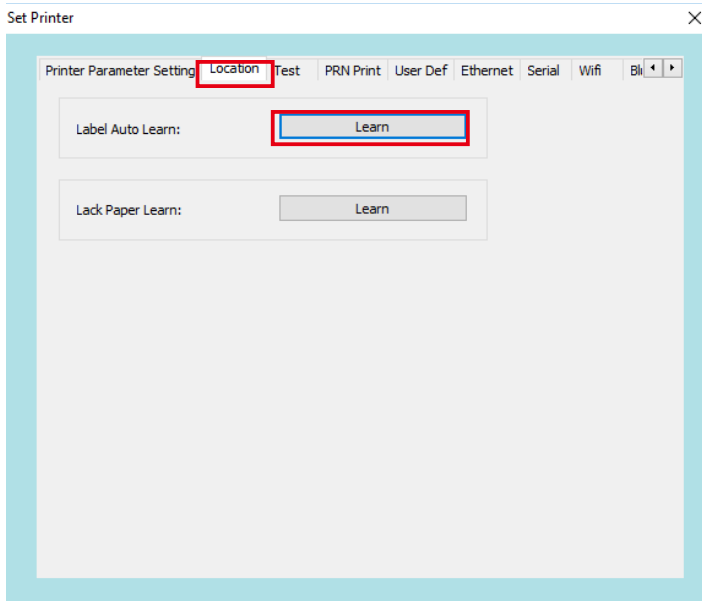 Set Printer
Printer Parameter Setting Location Test PRN Print User Def Ethernet Serial Wifi
Label Auto Learn: Learn
Lack Paper Learn: Learn